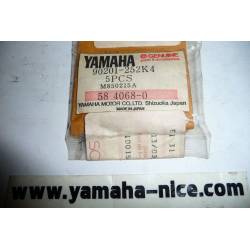 YAMAHA
GENUINE
90201-252K4
5PCS
M850215A
58 4068-0
YAMAHA MOTOR CO., LTD. Shizuoka, Japan
MADE IN JAPAN
www.yamaha-nice.com